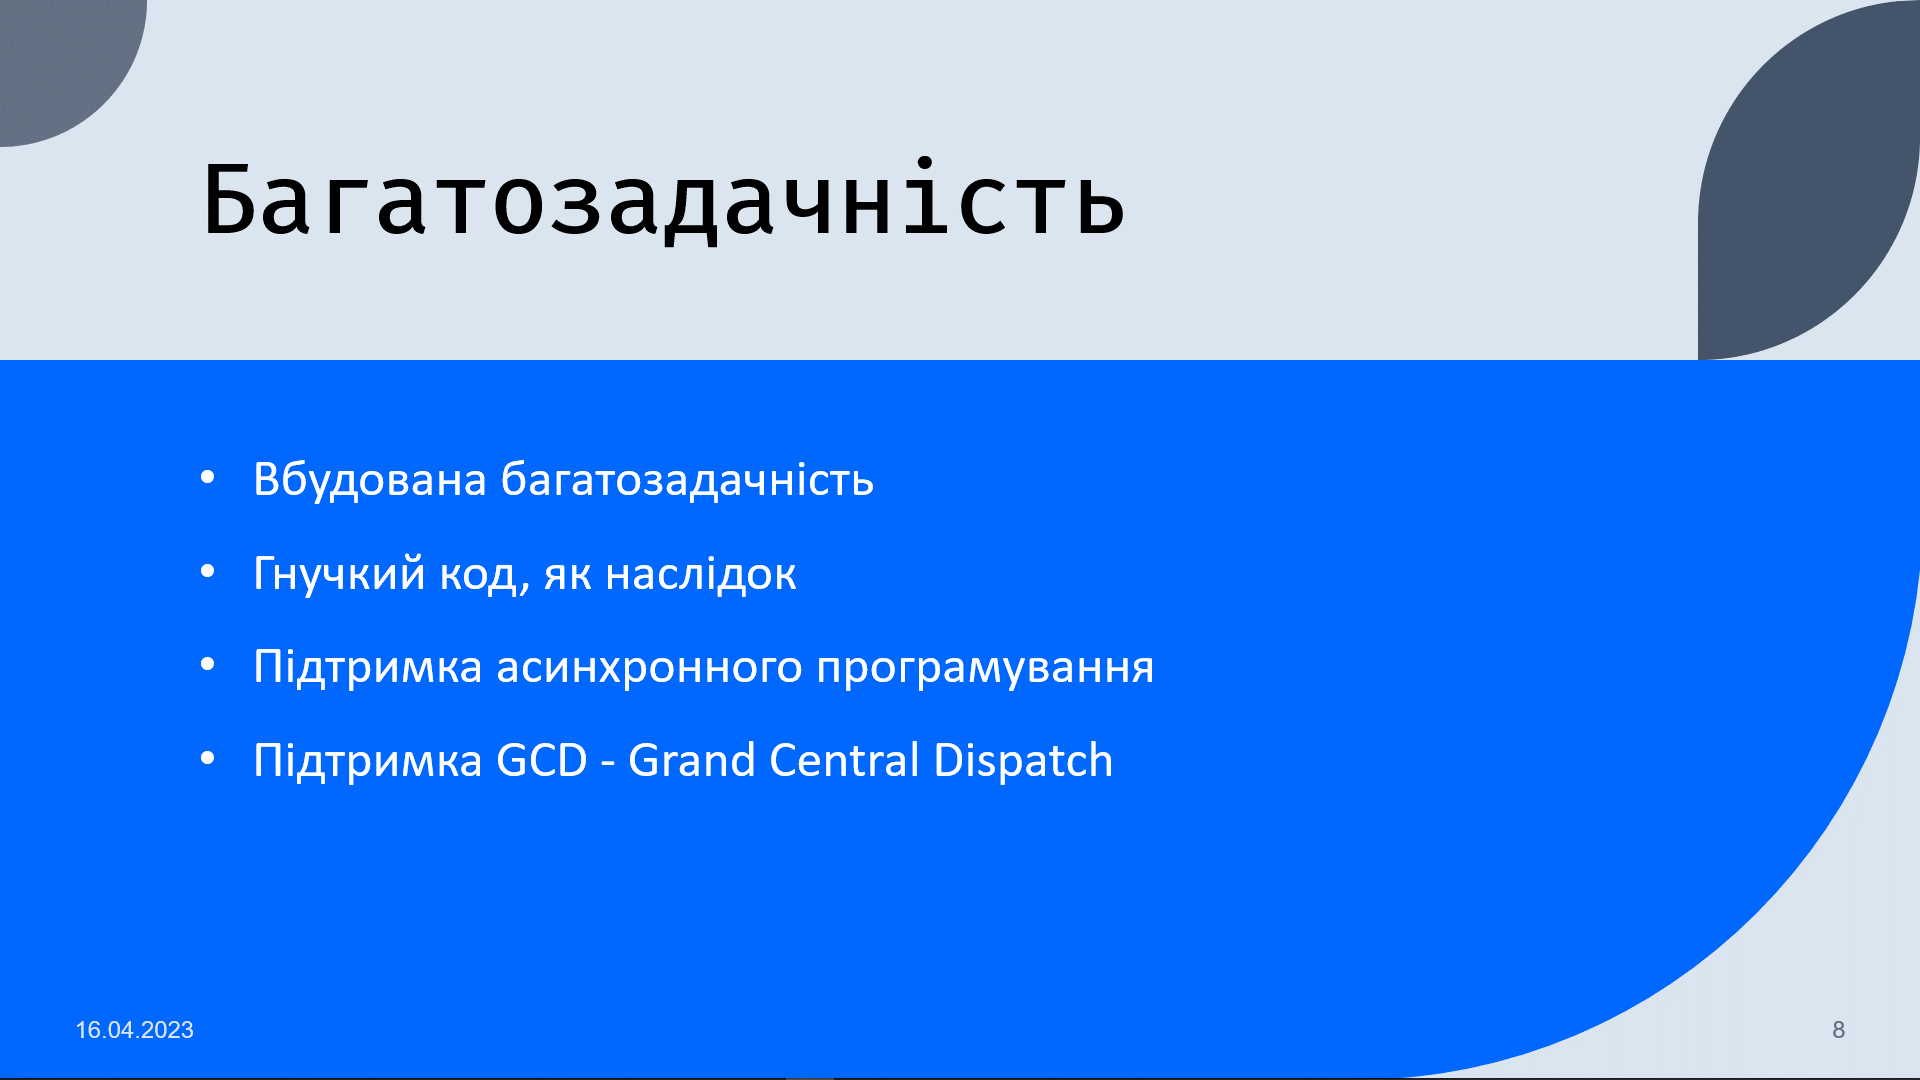 Багатозадачність
• Вбудована багатозадачність
• Гнучкий код, як наслідок
• Підтримка асинхронного програмування
• Підтримка GCD - Grand Central Dispatch
16.04.2023
8